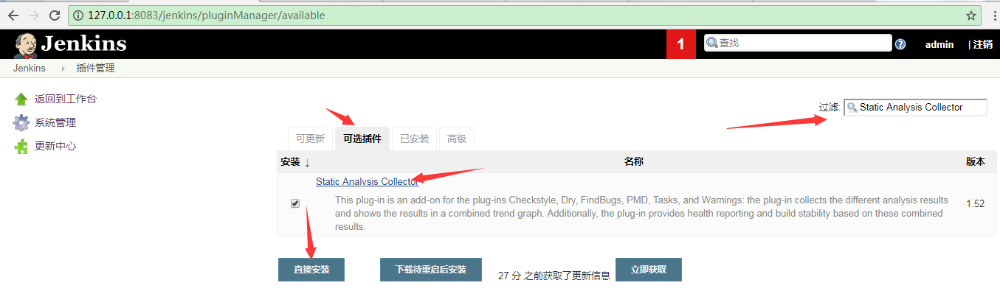 127.0.0.1:8083/jenkins/pluginManager/available
Jenkins
1
查找
admin
| 注销
Jenkins
插件管理
返回到工作台
系统管理
更新中心
过滤:
Static Analysis Collector
可更新
可选插件
已安装
高级
安装 ↓
名称
版本
Static Analysis Collector
This plug-in is an add-on for the plug-ins Checkstyle, Dry, FindBugs, PMD, Tasks, and Warnings: the plug-in collects the different analysis results
and shows the results in a combined trend graph. Additionally, the plug-in provides health reporting and build stability based on these combined
results.
1.52
直接安装
下载待重启后安装
27 分 之前获取了更新信息
立即获取